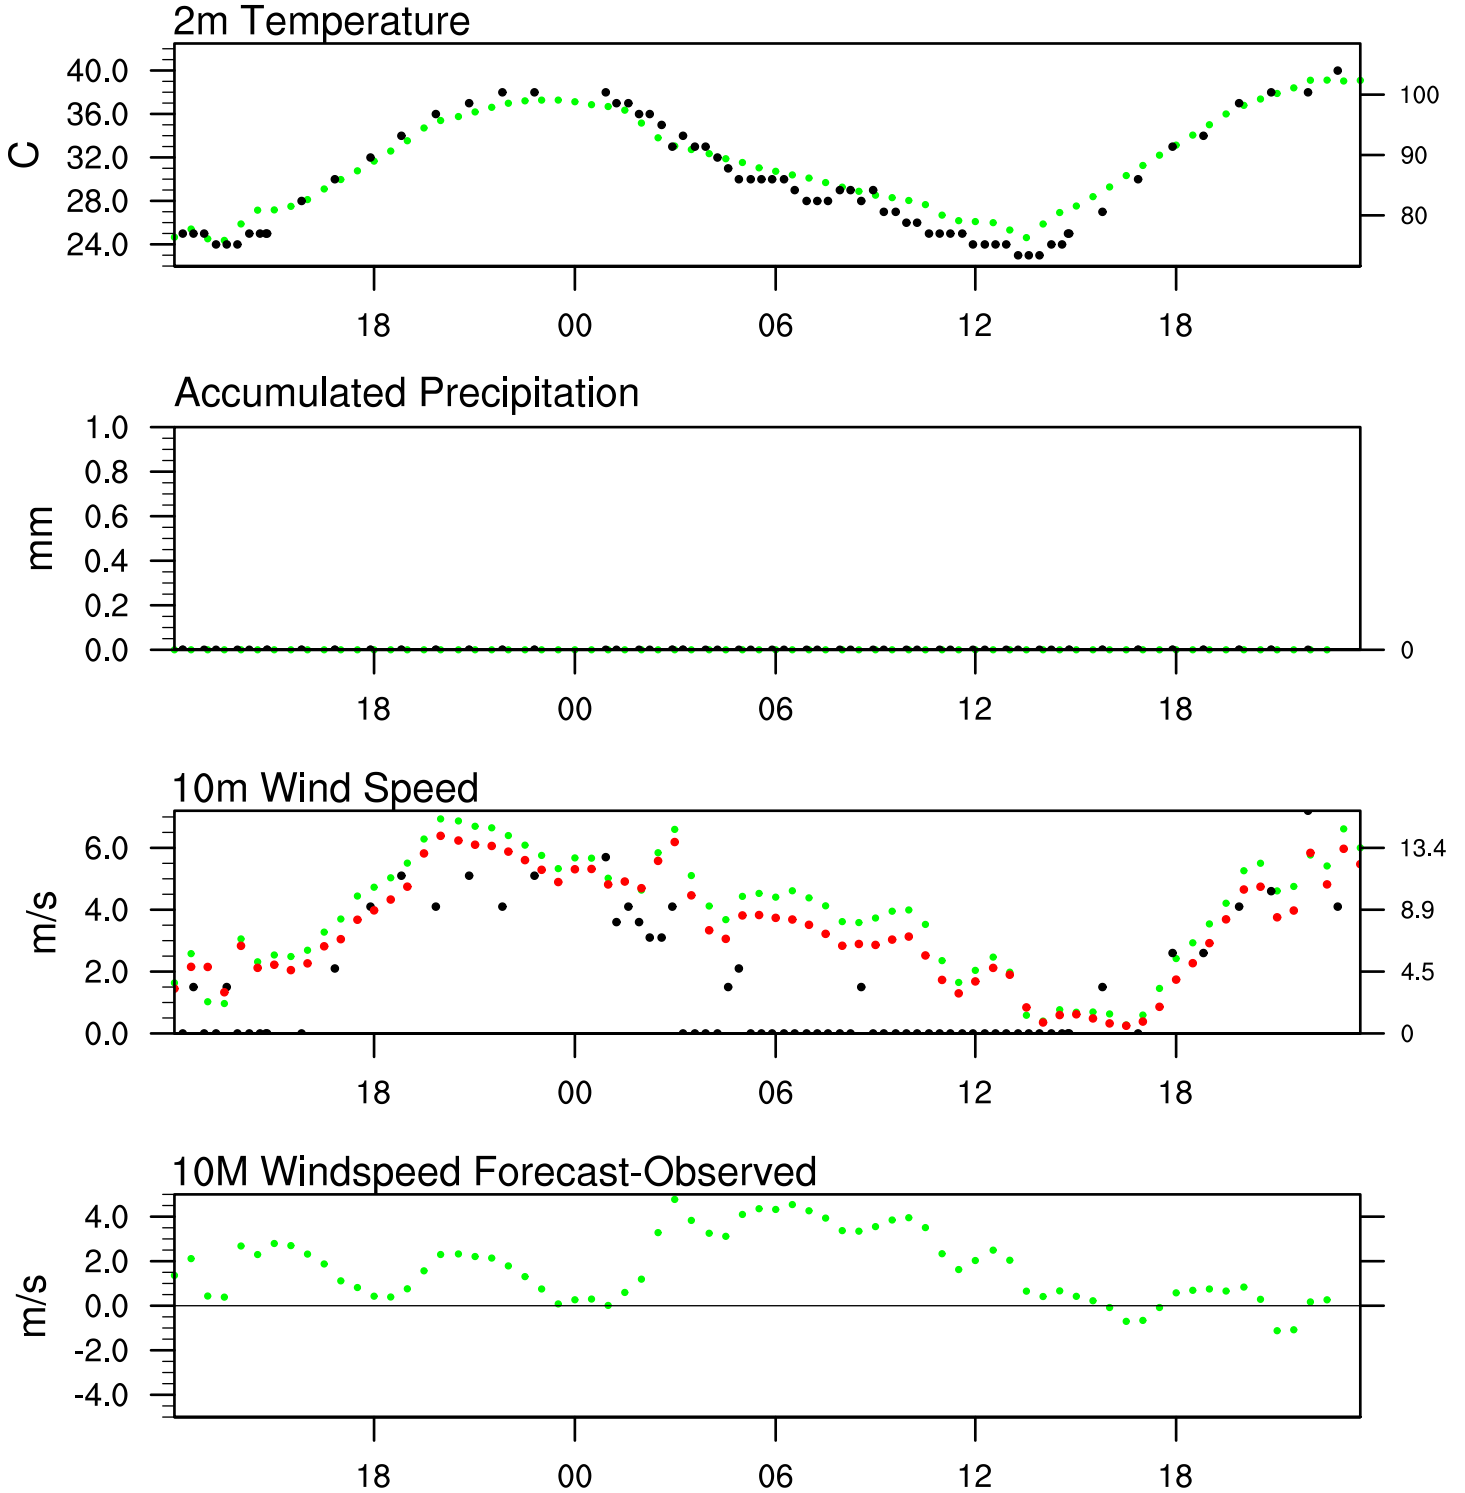 2m Temperature
40.0
36.0
32.0
28.0
24.0
C
100
90
80
18 00 06 12 18
Accumulated Precipitation
1.0
0.8
0.6
0.4
0.2
0.0
mm
0
18 00 06 12 18
10m Wind Speed
6.0
4.0
2.0
0.0
m/s
13.4
8.9
4.5
0
18 00 06 12 18
10M Windspeed Forecast-Observed
4.0
2.0
0.0
-2.0
-4.0
m/s
18 00 06 12 18